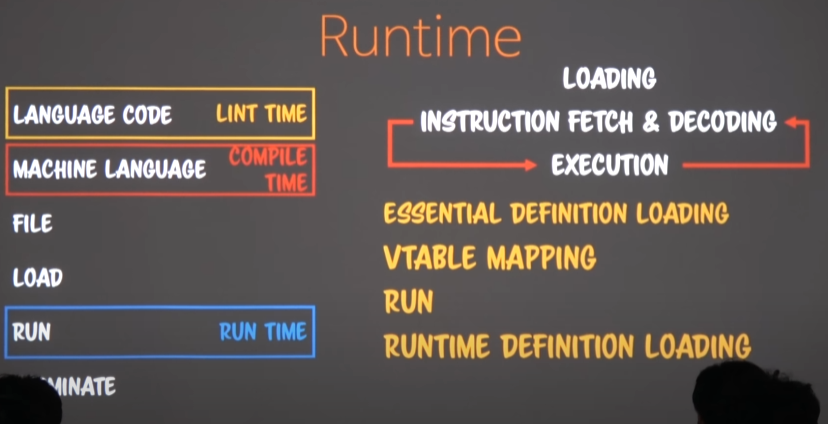 Runtime
LANGUAGE CODE LINT TIME
MACHINE LANGUAGE COMPILE TIME
FILE
LOAD
RUN RUN TIME
MINATE
LOADING
INSTRUCTION FETCH & DECODING
EXECUTION
ESSENTIAL DEFINITION LOADING
VTABLE MAPPING
RUN
RUNTIME DEFINITION LOADING